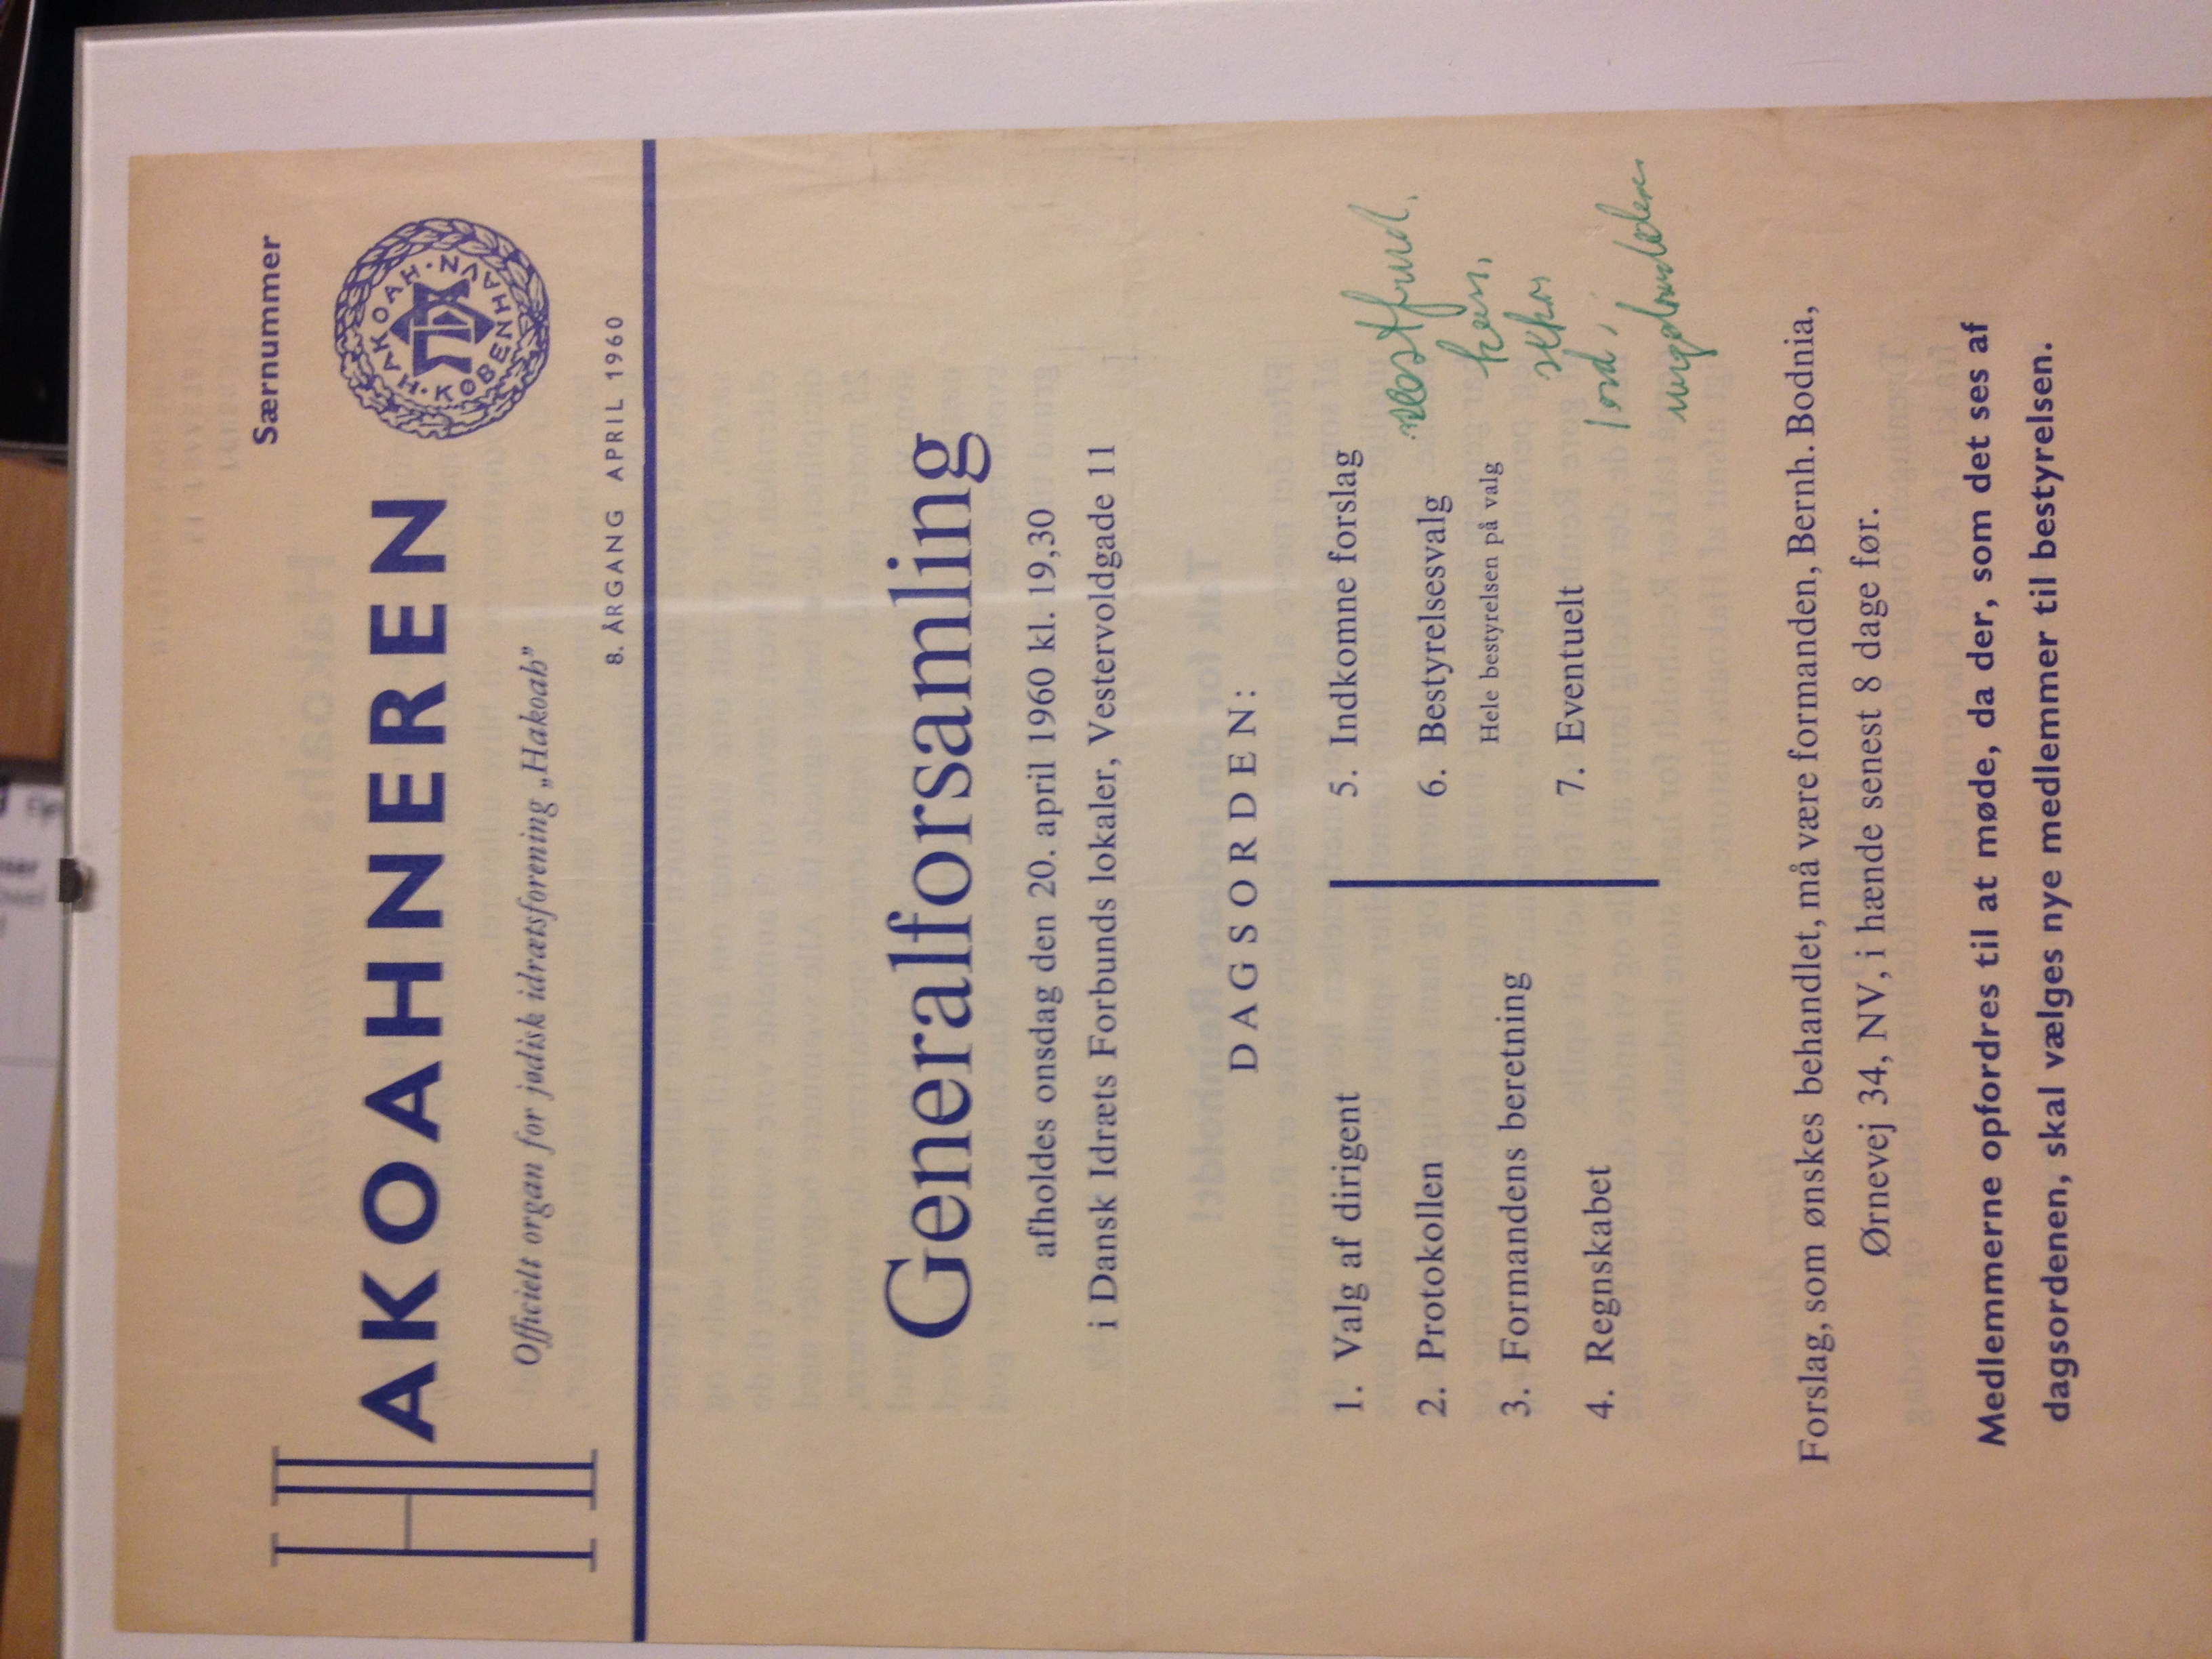 Særnummer
HAKOAHNEREN
HAKOAH · KØBENHAVN
Officielt organ for jødisk idrætsforening „Hakoah”
8. ÅRGANG APRIL 1960
Generalforsamling
afholdes onsdag den 20. april 1960 kl. 19,30
i Dansk Idræts Forbunds lokaler, Vestervoldgade 11
DAGSORDEN:
1. Valg af dirigent
2. Protokollen
3. Formandens beretning
4. Regnskabet
5. Indkomne forslag
6. Bestyrelsesvalg
Hele bestyrelsen på valg
7. Eventuelt
næstfmd.
kass.
Forslag, som ønskes behandlet, må være formanden, Bernh. Bodnia,
Ørnevej 34, NV, i hænde senest 8 dage før.
Medlemmerne opfordres til at møde, da der, som det ses af
dagsordenen, skal vælges nye medlemmer til bestyrelsen.